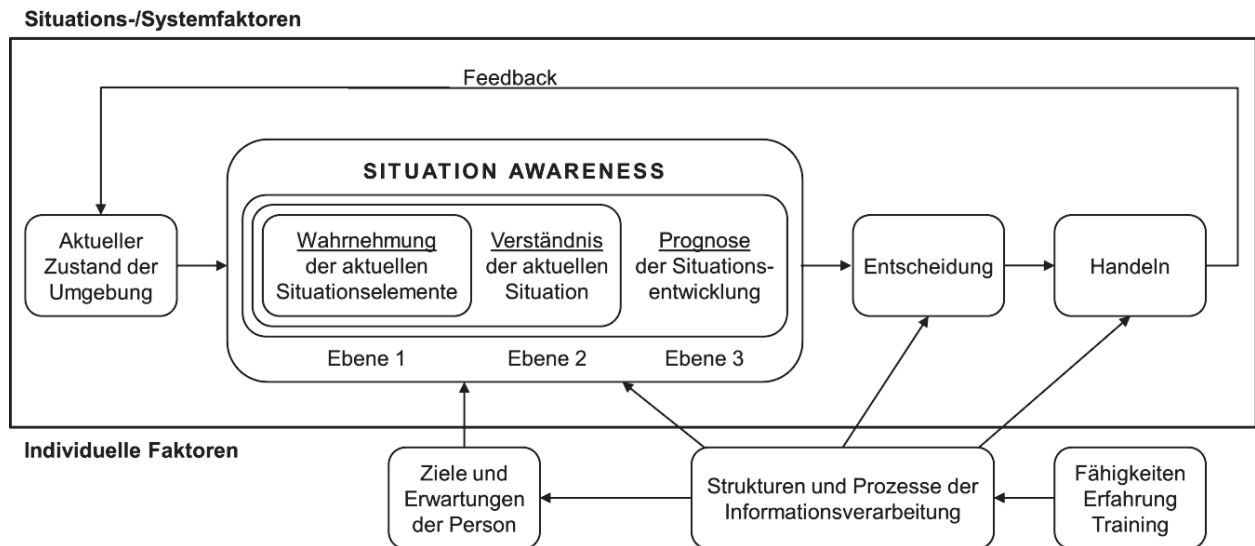 Situations-/Systemfaktoren
Feedback
SITUATION AWARENESS
Aktueller
Zustand der
Umgebung
Wahrnehmung
der aktuellen
Situationselemente
Verständnis
der aktuellen
Situation
Prognose
der Situations-
entwicklung
Entscheidung
Handeln
Ebene 1
Ebene 2
Ebene 3
Individuelle Faktoren
Ziele und
Erwartungen
der Person
Strukturen und Prozesse der
Informationsverarbeitung
Fähigkeiten
Erfahrung
Training